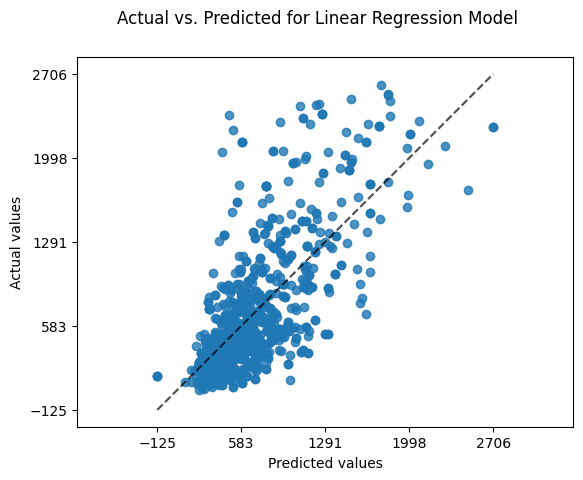 Actual vs. Predicted for Linear Regression Model
2706
1998
1291
583
−125
Actual values
−125 583 1291 1998 2706
Predicted values